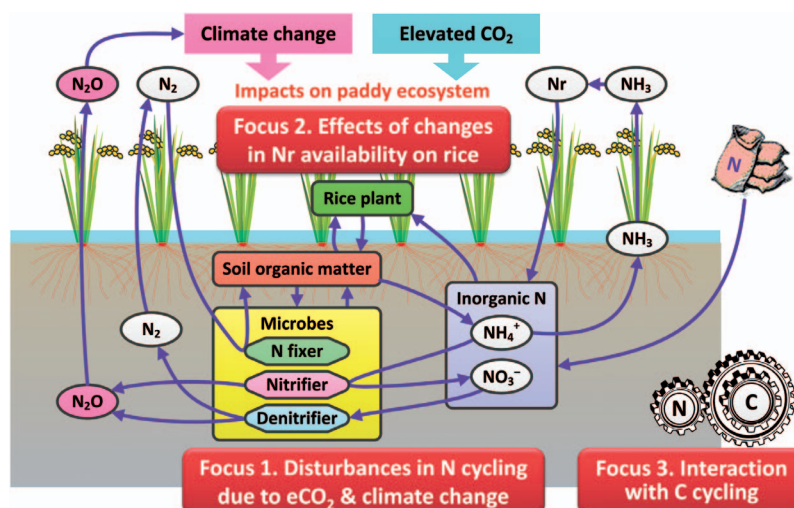 Climate change
Elevated CO₂
N₂O
N₂
Impacts on paddy ecosystem
Nr
NH₃
Focus 2. Effects of changes
in Nr availability on rice
N
Rice plant
NH₃
Soil organic matter
Inorganic N
Microbes
N₂
N fixer
NH₄⁺
Nitrifier
NO₃⁻
N₂O
Denitrifier
N
C
Focus 1. Disturbances in N cycling
due to eCO₂ & climate change
Focus 3. Interaction
with C cycling